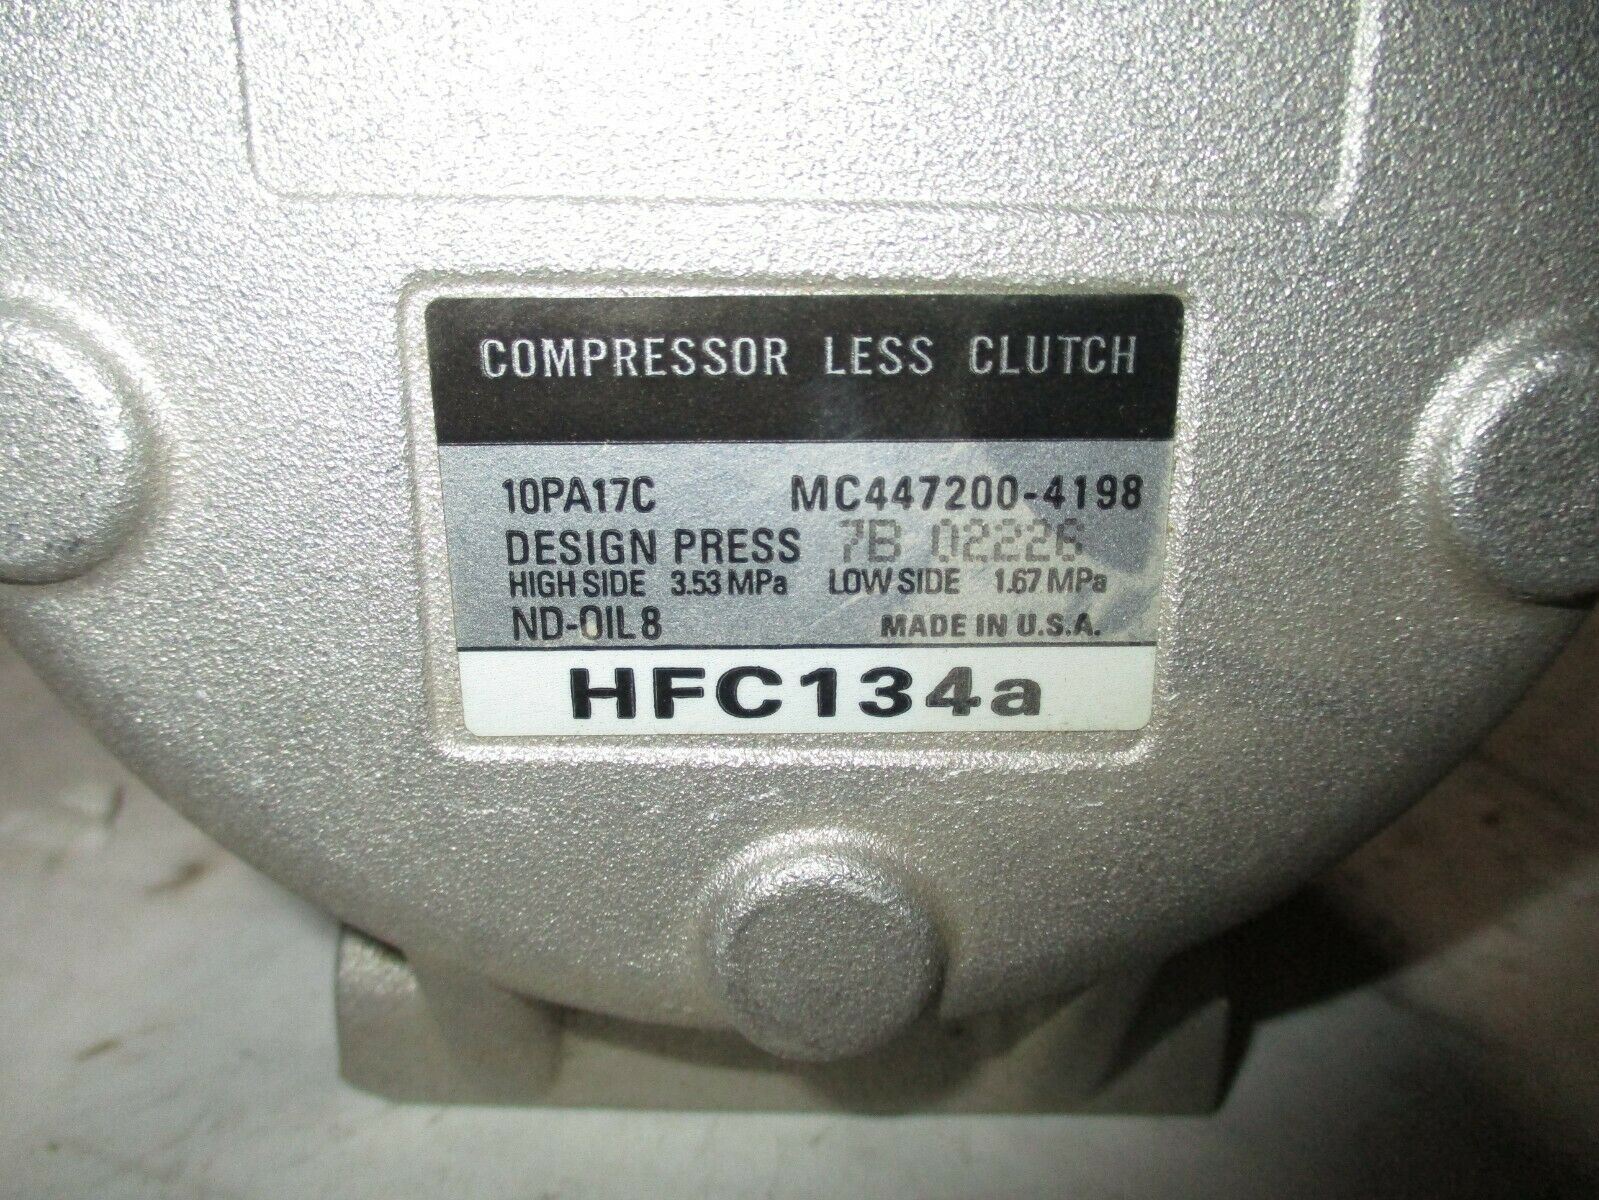 COMPRESSOR LESS CLUTCH
10PA17C MC447200-4198
DESIGN PRESS 7B 02226
HIGH SIDE 3.53 MPa LOW SIDE 1.67 MPa
ND-OIL 8 MADE IN U.S.A.
HFC134a